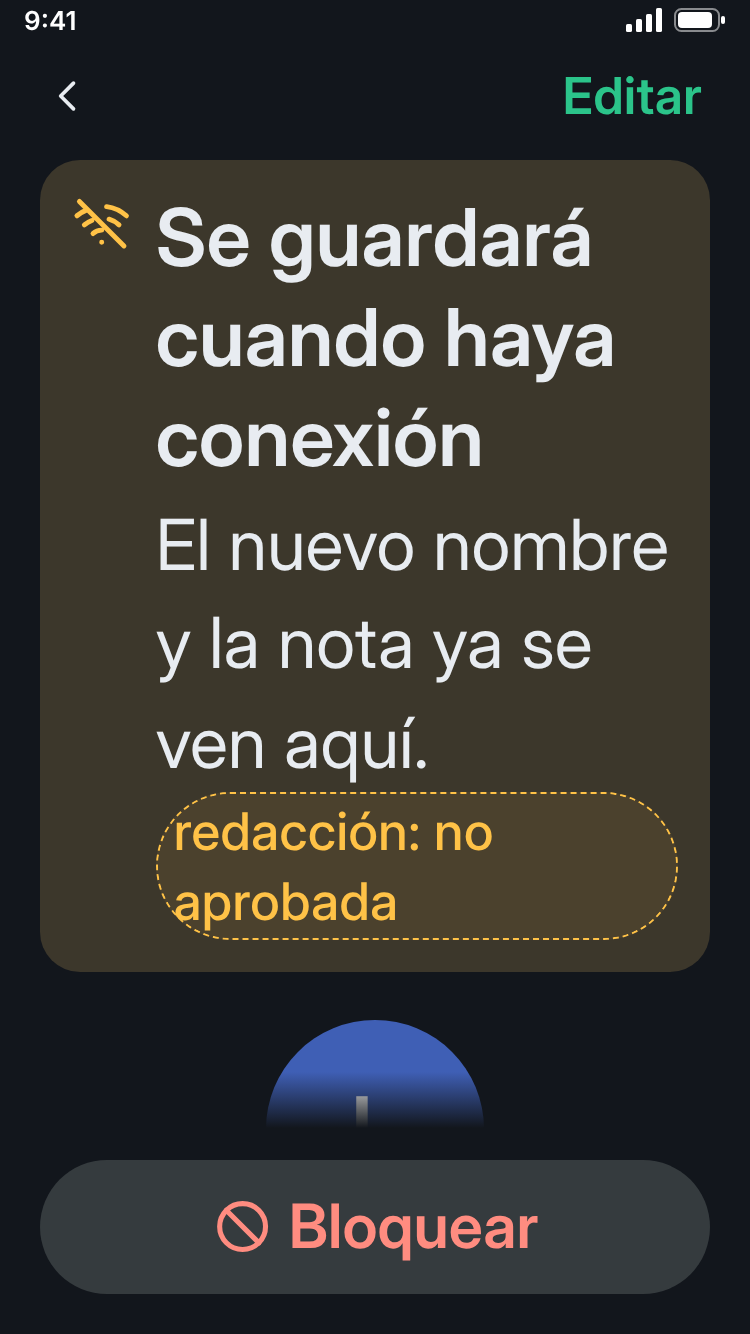 9:41
Editar
Se guardará
cuando haya
conexión
El nuevo nombre
y la nota ya se
ven aquí.
redacción: no
aprobada
Bloquear